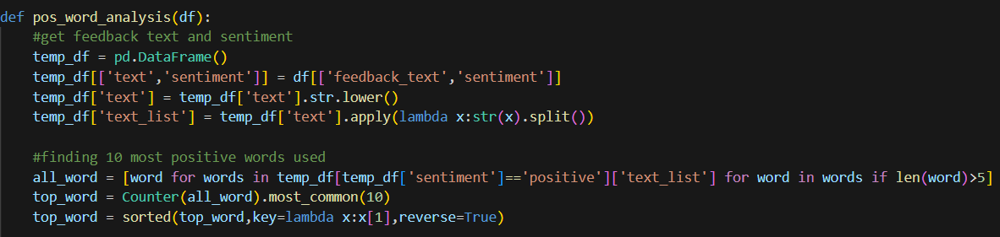 def pos_word_analysis(df):
    #get feedback text and sentiment
    temp_df = pd.DataFrame()
    temp_df[['text','sentiment']] = df[['feedback_text','sentiment']]
    temp_df['text'] = temp_df['text'].str.lower()
    temp_df['text_list'] = temp_df['text'].apply(lambda x:str(x).split())

    #finding 10 most positive words used
    all_word = [word for words in temp_df[temp_df['sentiment']=='positive']['text_list'] for word in words if len(word)>5]
    top_word = Counter(all_word).most_common(10)
    top_word = sorted(top_word,key=lambda x:x[1],reverse=True)